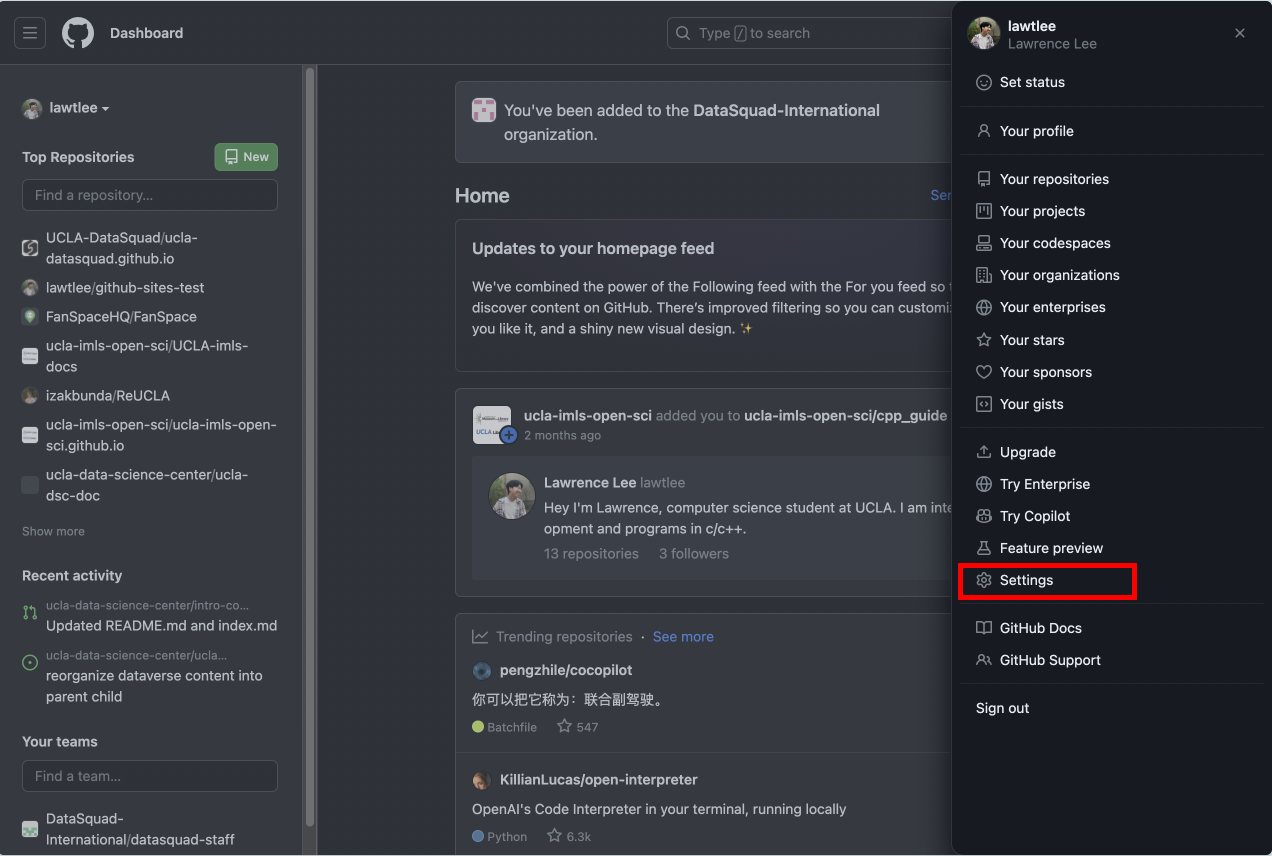 Dashboard
Type / to search
lawtlee
Top Repositories
New
Find a repository...
UCLA-DataSquad/ucla-
datasquad.github.io
lawtlee/github-sites-test
FanSpaceHQ/FanSpace
ucla-imls-open-sci/UCLA-imls-
docs
izakbunda/ReUCLA
ucla-imls-open-sci/ucla-imls-open-
sci.github.io
ucla-data-science-center/ucla-
dsc-doc
Show more
Recent activity
ucla-data-science-center/intro-co...
Updated README.md and index.md
ucla-data-science-center/ucla...
reorganize dataverse content into
parent child
Your teams
Find a team...
DataSquad-
International/datasquad-staff
You've been added to the DataSquad-International
organization.
Home
Updates to your homepage feed
We've combined the power of the Following feed with the For you feed so
discover content on GitHub. There's improved filtering so you can customi
you like it, and a shiny new visual design. ✨
ucla-imls-open-sci added you to ucla-imls-open-sci/cpp_guide
2 months ago
Lawrence Lee lawtlee
Hey I'm Lawrence, computer science student at UCLA. I am inte
opment and programs in c/c++.
13 repositories 3 followers
Trending repositories · See more
pengzhile/cocopilot
你可以把它称为：联合副驾驶。
Batchfile 547
KillianLucas/open-interpreter
OpenAI's Code Interpreter in your terminal, running locally
Python 6.3k
lawtlee
Lawrence Lee
Set status
Your profile
Your repositories
Your projects
Your codespaces
Your organizations
Your enterprises
Your stars
Your sponsors
Your gists
Upgrade
Try Enterprise
Try Copilot
Feature preview
Settings
GitHub Docs
GitHub Support
Sign out